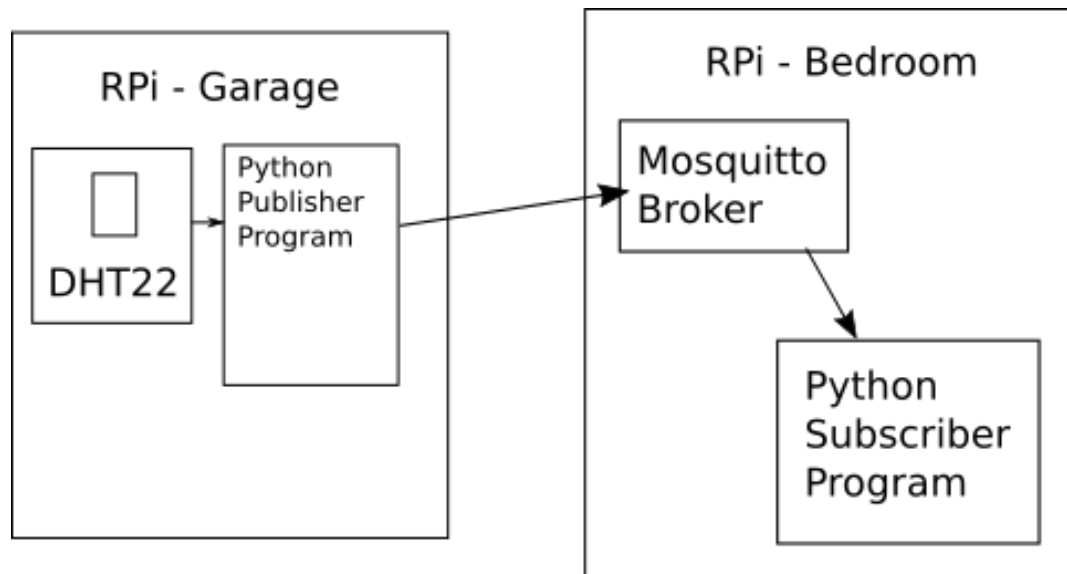 RPi - Garage
DHT22
Python
Publisher
Program
RPi - Bedroom
Mosquitto
Broker
Python
Subscriber
Program